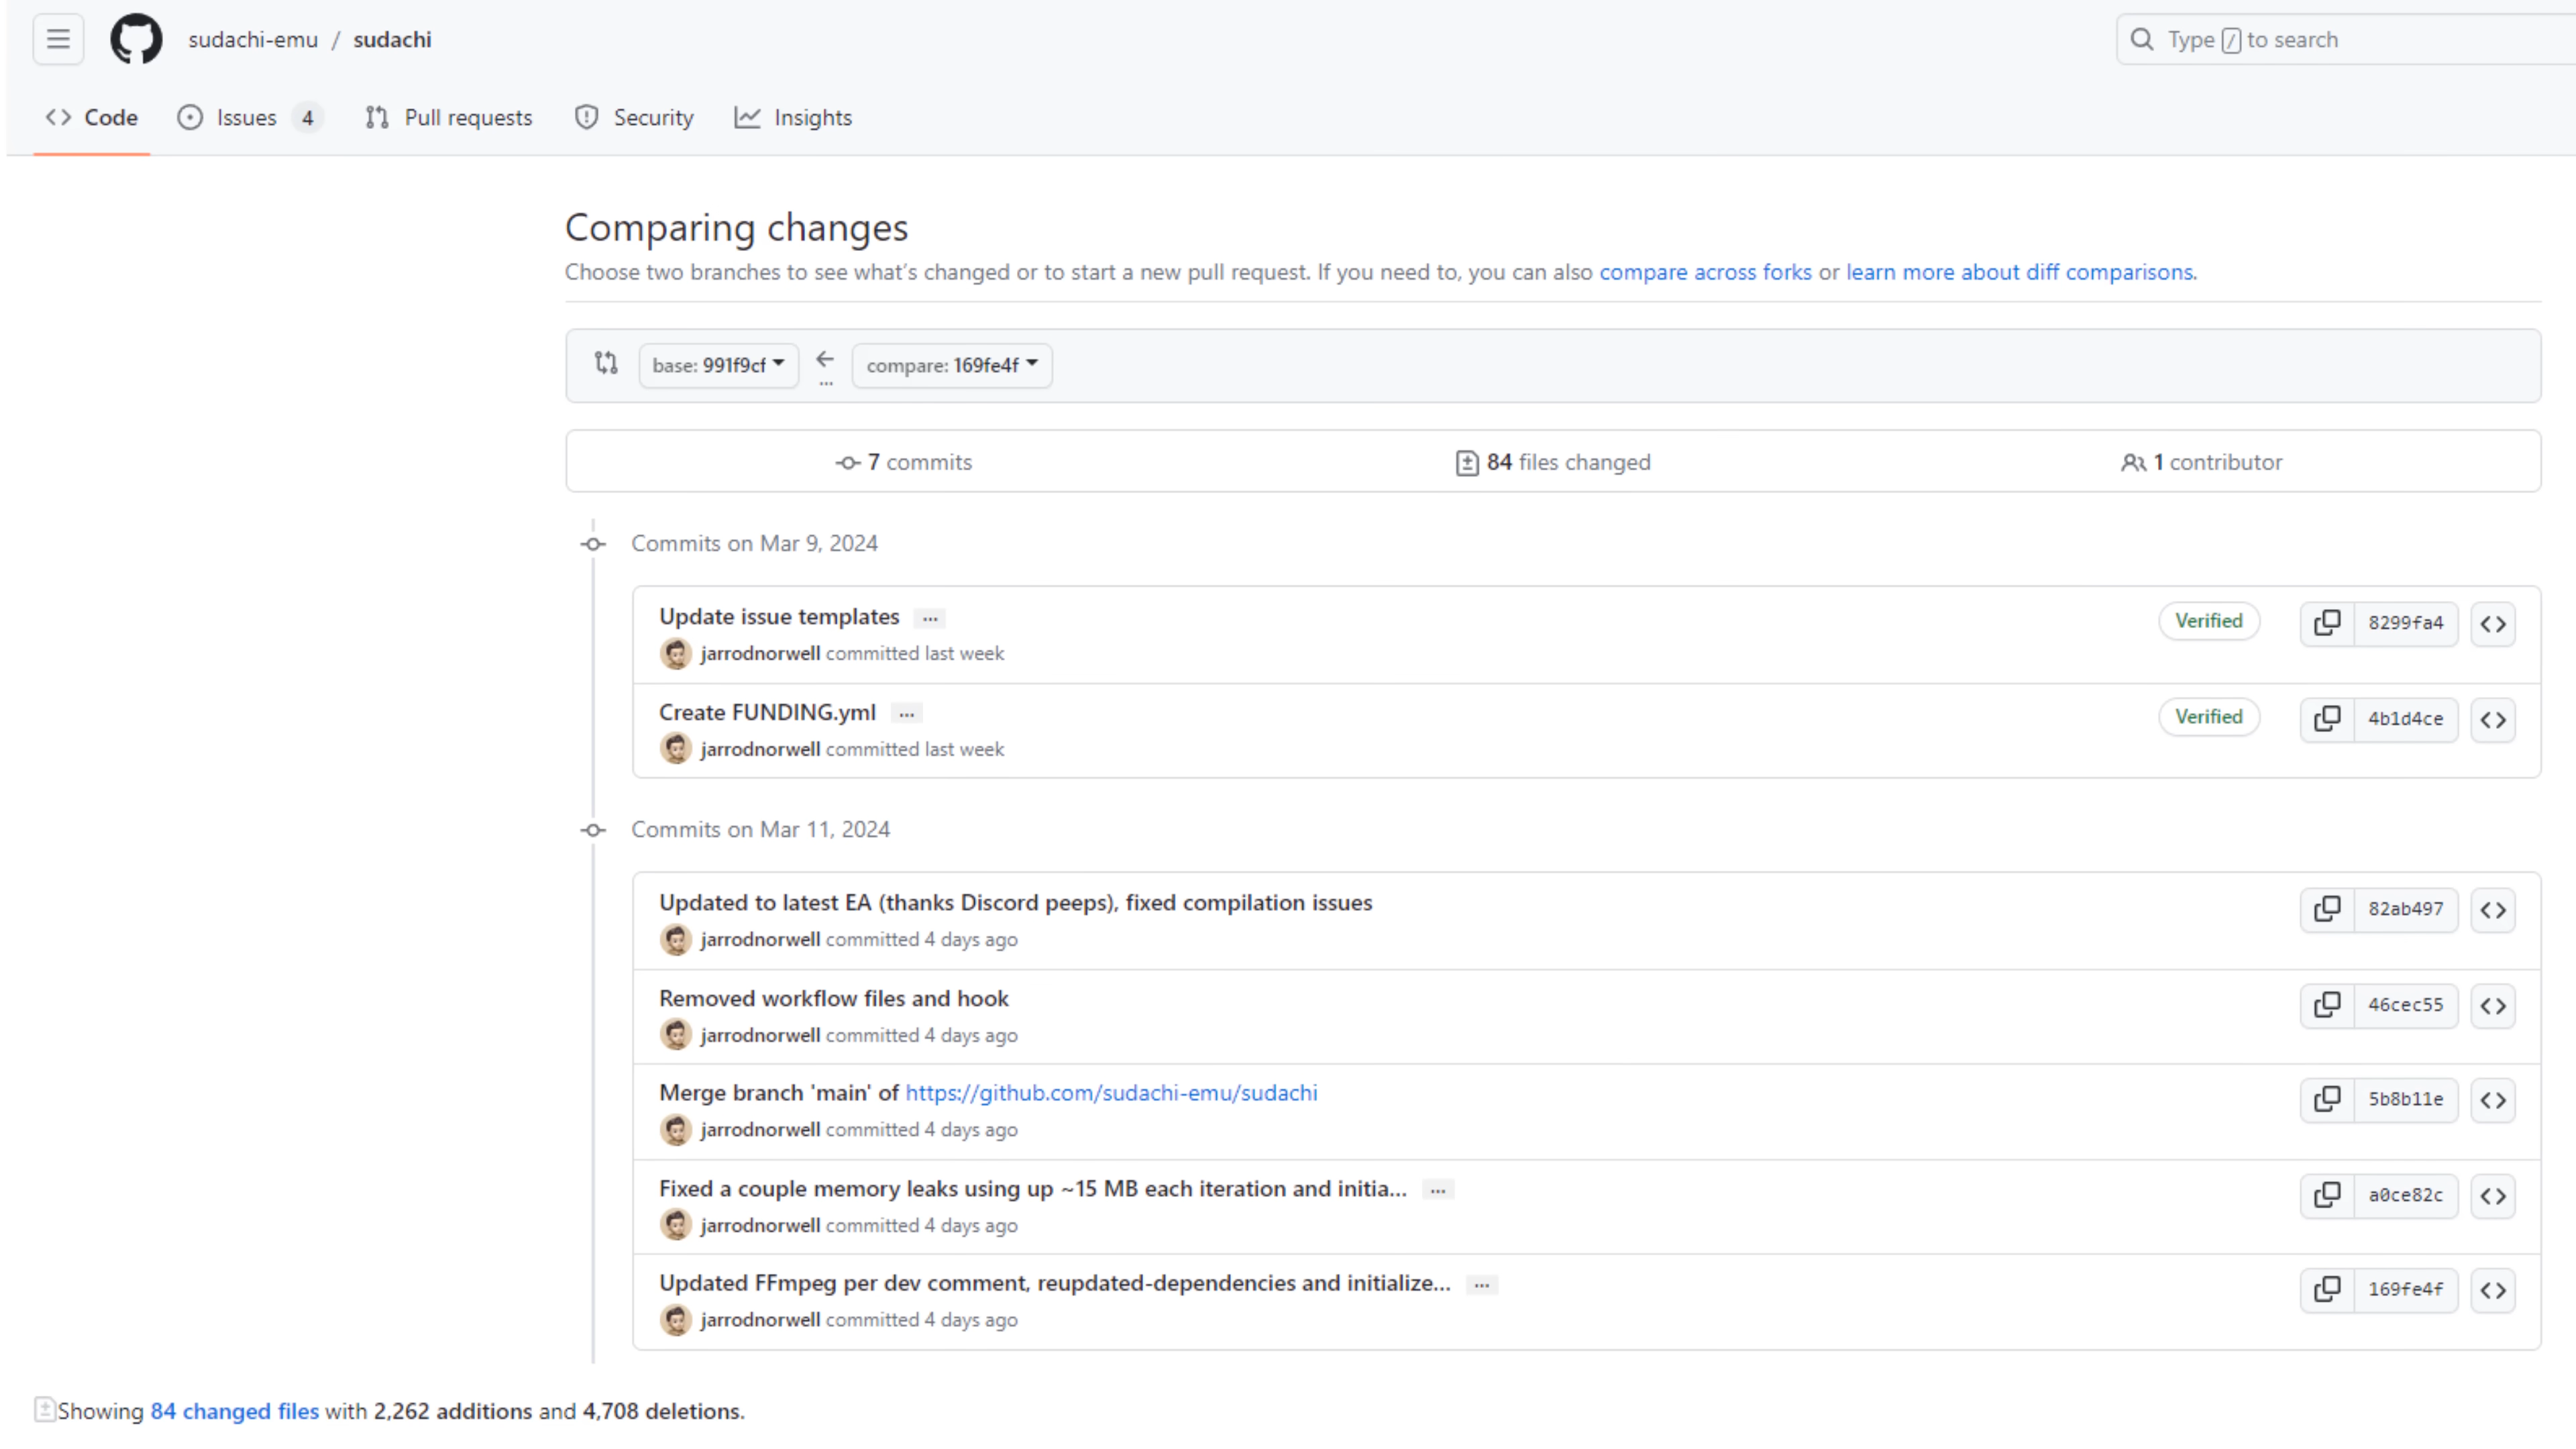 sudachi-emu / sudachi
Type / to search
Code Issues 4 Pull requests Security Insights
Comparing changes
Choose two branches to see what's changed or to start a new pull request. If you need to, you can also compare across forks or learn more about diff comparisons.
base: 991f9cf ← ... compare: 169fe4f
7 commits 84 files changed 1 contributor
Commits on Mar 9, 2024
Update issue templates ...
Verified 8299fa4
jarrodnorwell committed last week
Create FUNDING.yml ...
Verified 4b1d4ce
jarrodnorwell committed last week
Commits on Mar 11, 2024
Updated to latest EA (thanks Discord peeps), fixed compilation issues
82ab497
jarrodnorwell committed 4 days ago
Removed workflow files and hook
46cec55
jarrodnorwell committed 4 days ago
Merge branch 'main' of https://github.com/sudachi-emu/sudachi
5b8b11e
jarrodnorwell committed 4 days ago
Fixed a couple memory leaks using up ~15 MB each iteration and initia... ...
a0ce82c
jarrodnorwell committed 4 days ago
Updated FFmpeg per dev comment, reupdated-dependencies and initialize... ...
169fe4f
jarrodnorwell committed 4 days ago
Showing 84 changed files with 2,262 additions and 4,708 deletions.